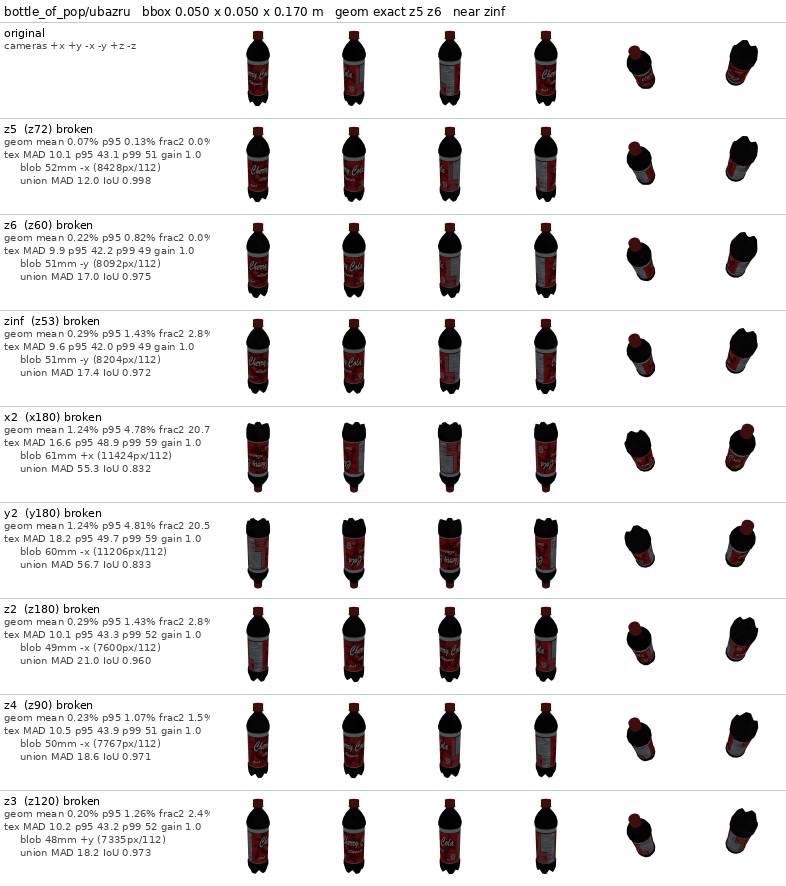 bottle_of_pop/ubazru bbox 0.050 x 0.050 x 0.170 m geom exact z5 z6 near zinf
original
cameras +x +y -x -y +z -z
z5 (z72) broken
geom mean 0.07% p95 0.13% frac2 0.0%
tex MAD 10.1 p95 43.1 p99 51 gain 1.0
blob 52mm -x (8428px/112)
union MAD 12.0 IoU 0.998
z6 (z60) broken
geom mean 0.22% p95 0.82% frac2 0.0%
tex MAD 9.9 p95 42.2 p99 49 gain 1.0
blob 51mm -y (8092px/112)
union MAD 17.0 IoU 0.975
zinf (z53) broken
geom mean 0.29% p95 1.43% frac2 2.8%
tex MAD 9.6 p95 42.0 p99 49 gain 1.0
blob 51mm -y (8204px/112)
union MAD 17.4 IoU 0.972
x2 (x180) broken
geom mean 1.24% p95 4.78% frac2 20.7
tex MAD 16.6 p95 48.9 p99 59 gain 1.0
blob 61mm +x (11424px/112)
union MAD 55.3 IoU 0.832
y2 (y180) broken
geom mean 1.24% p95 4.81% frac2 20.5
tex MAD 18.2 p95 49.7 p99 59 gain 1.0
blob 60mm -x (11206px/112)
union MAD 56.7 IoU 0.833
z2 (z180) broken
geom mean 0.29% p95 1.43% frac2 2.8%
tex MAD 10.1 p95 43.3 p99 52 gain 1.0
blob 49mm -x (7600px/112)
union MAD 21.0 IoU 0.960
z4 (z90) broken
geom mean 0.23% p95 1.07% frac2 1.5%
tex MAD 10.5 p95 43.9 p99 51 gain 1.0
blob 50mm -x (7767px/112)
union MAD 18.6 IoU 0.971
z3 (z120) broken
geom mean 0.20% p95 1.26% frac2 2.4%
tex MAD 10.2 p95 43.2 p99 52 gain 1.0
blob 48mm +y (7335px/112)
union MAD 18.2 IoU 0.973